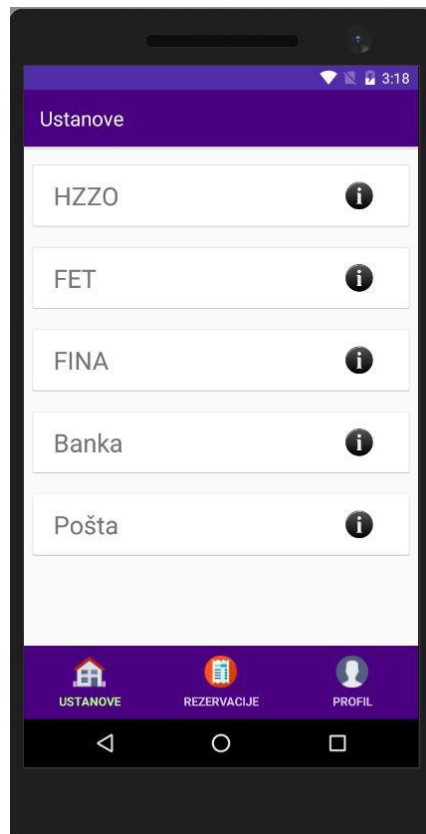 3:18
Ustanove
HZZO
FET
FINA
Banka
Pošta
USTANOVE REZERVACIJE PROFIL